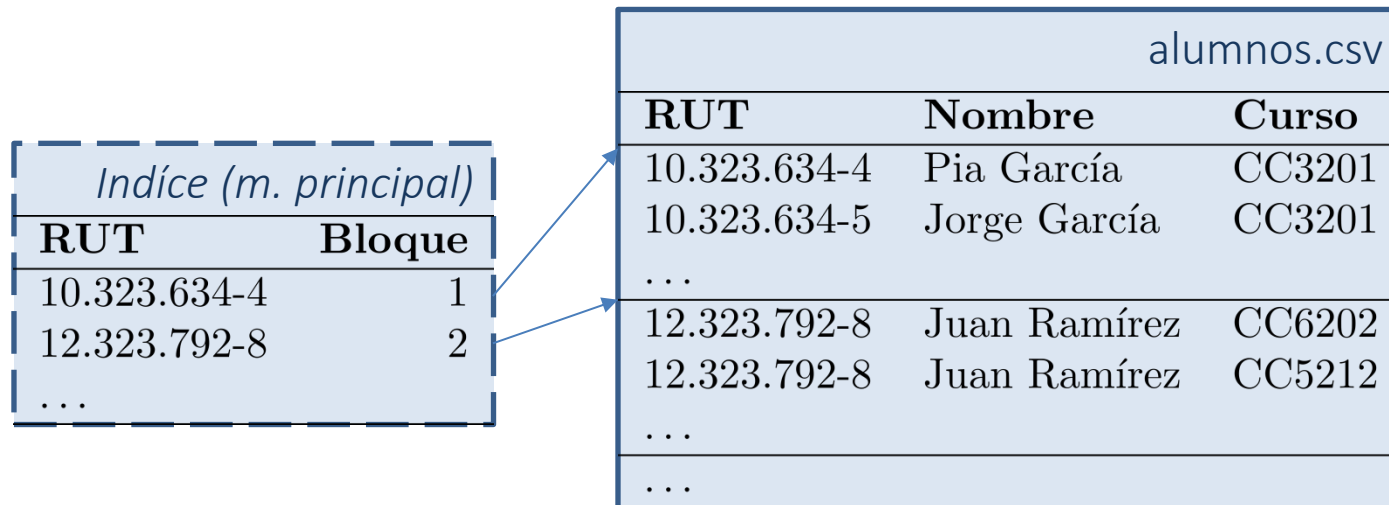 Indíce (m. principal)
RUT Bloque
10.323.634-4 1
12.323.792-8 2
...
alumnos.csv
RUT Nombre Curso
10.323.634-4 Pia García CC3201
10.323.634-5 Jorge García CC3201
...
12.323.792-8 Juan Ramírez CC6202
12.323.792-8 Juan Ramírez CC5212
...
...